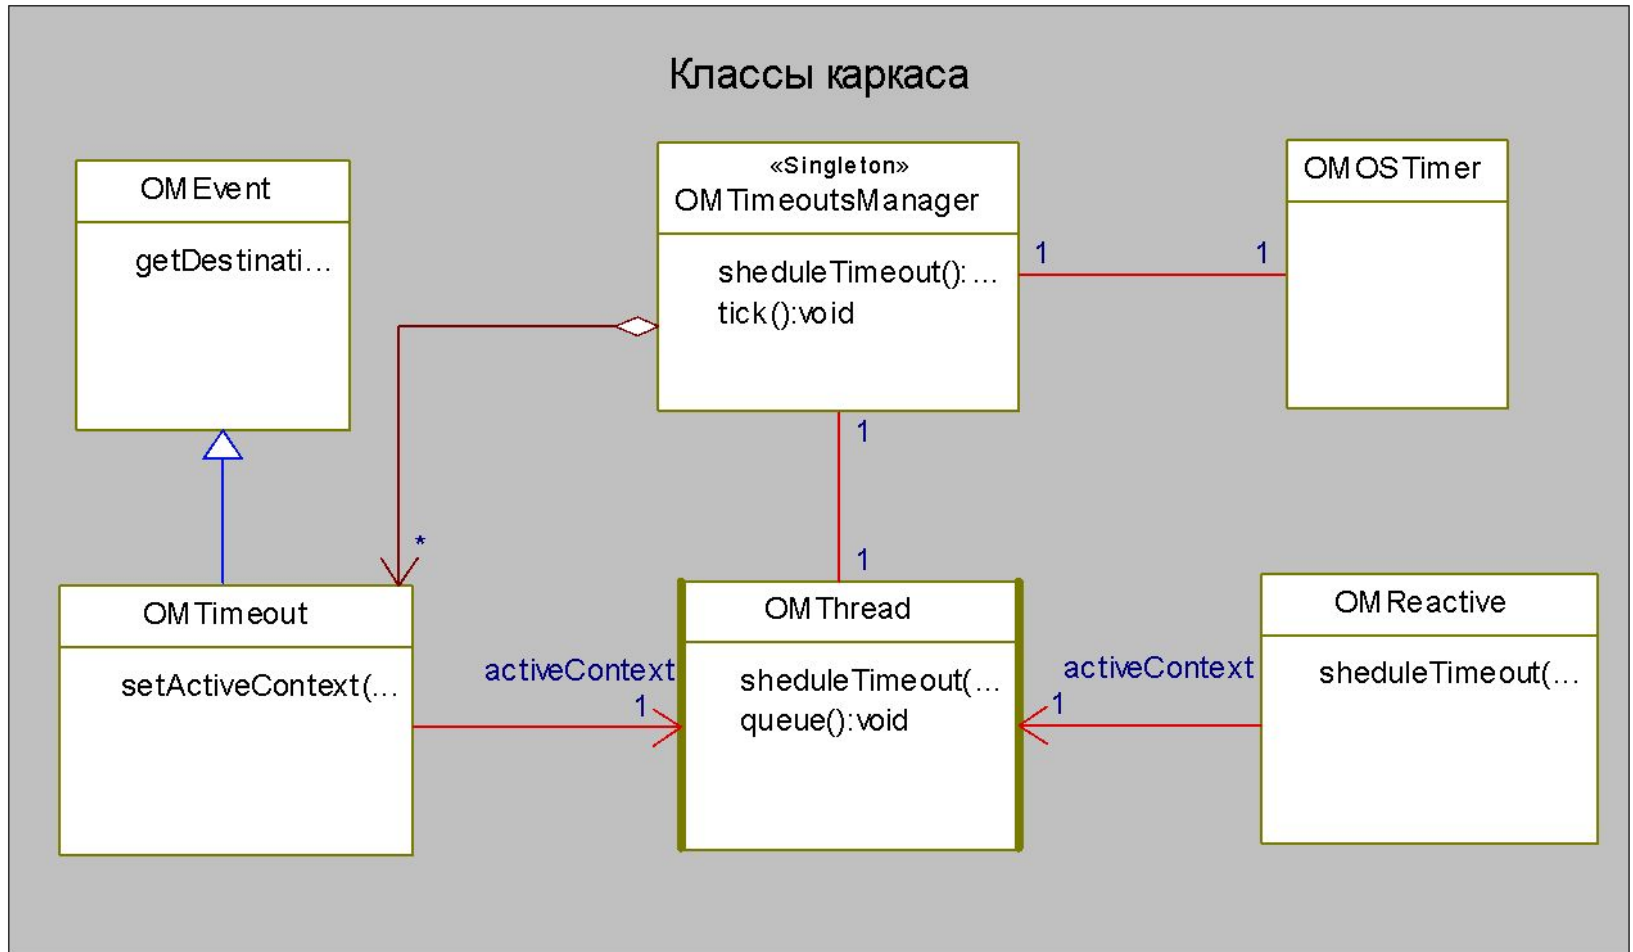 Классы каркаса
OMEvent
getDestinati...
«Singleton»
OMTimeoutsManager
sheduleTimeout():...
tick():void
OMOSTimer
1
1
1
*
1
OMTimeout
setActiveContext(...
activeContext
1
OMThread
sheduleTimeout(...
queue():void
activeContext
1
OMReactive
sheduleTimeout(...